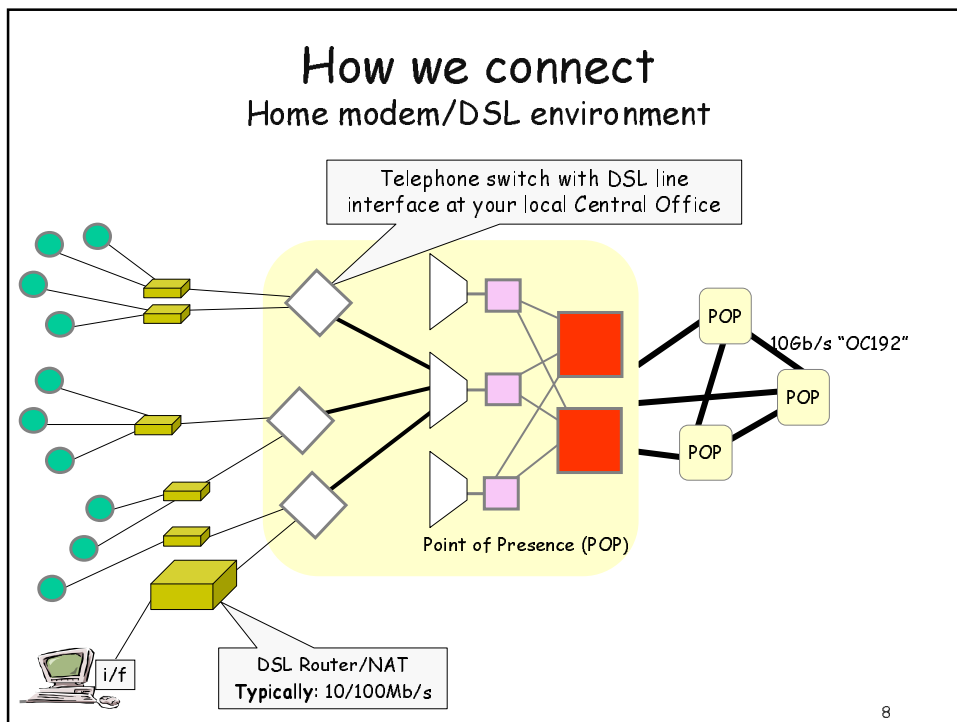 How we connect
Home modem/DSL environment
Telephone switch with DSL line
interface at your local Central Office
POP
10Gb/s “OC192”
POP
POP
Point of Presence (POP)
i/f
DSL Router/NAT
Typically: 10/100Mb/s
8